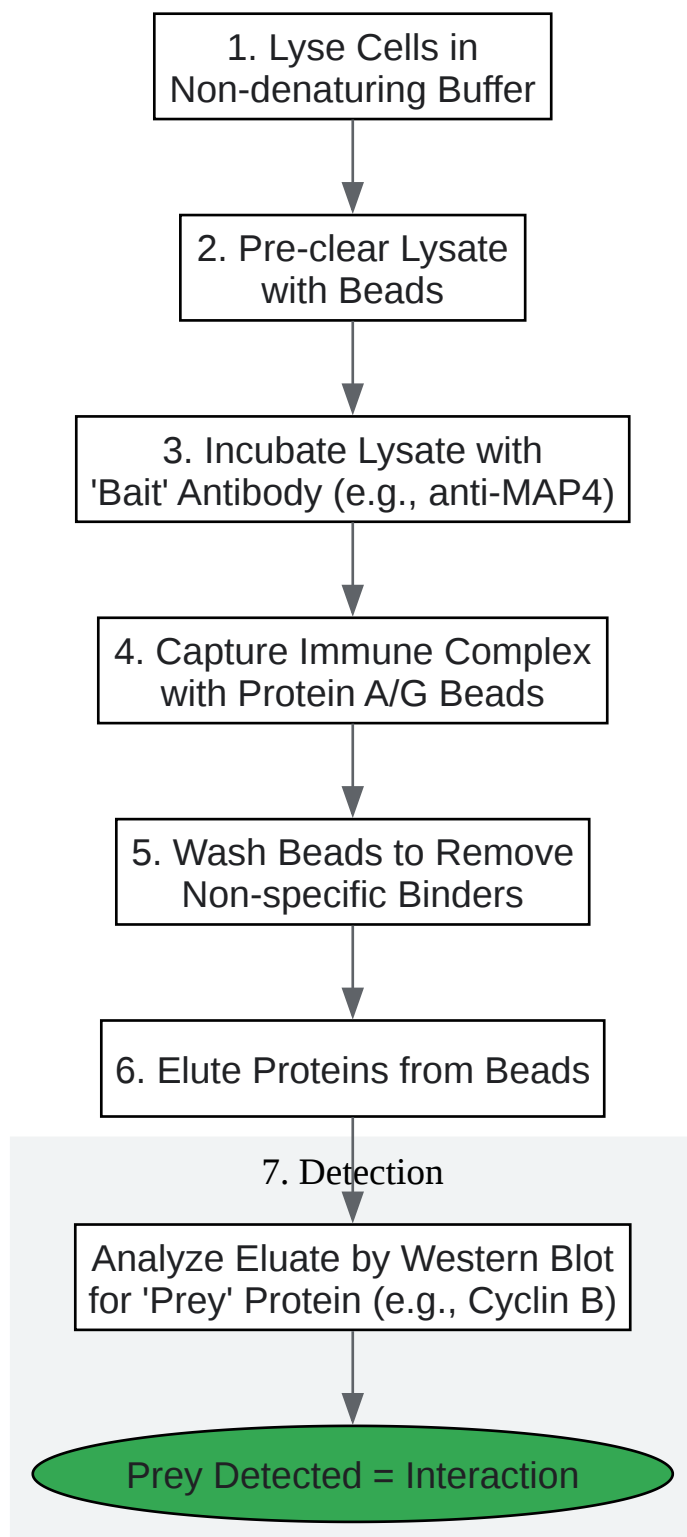 1. Lyse Cells in
Non-denaturing Buffer
2. Pre-clear Lysate
with Beads
3. Incubate Lysate with
'Bait' Antibody (e.g., anti-MAP4)
4. Capture Immune Complex
with Protein A/G Beads
5. Wash Beads to Remove
Non-specific Binders
6. Elute Proteins from Beads
7. Detection
Analyze Eluate by Western Blot
for 'Prey' Protein (e.g., Cyclin B)
Prey Detected = Interaction